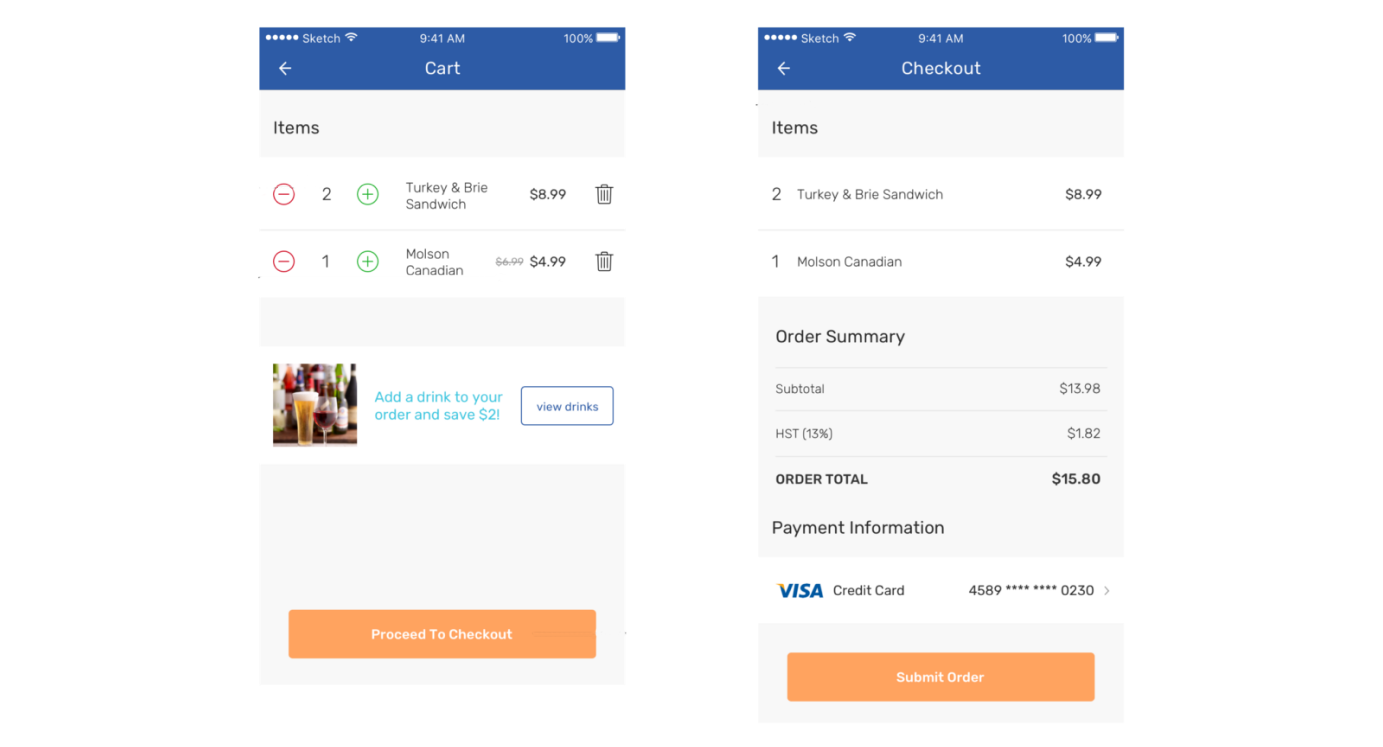 Sketch 9:41 AM 100%
Cart
Items
2 Turkey & Brie Sandwich $8.99
1 Molson Canadian $6.99 $4.99
Add a drink to your
order and save $2!
view drinks
Proceed To Checkout
Sketch 9:41 AM 100%
Checkout
Items
2 Turkey & Brie Sandwich $8.99
1 Molson Canadian $4.99
Order Summary
Subtotal $13.98
HST (13%) $1.82
ORDER TOTAL $15.80
Payment Information
VISA Credit Card 4589 **** **** 0230
Submit Order